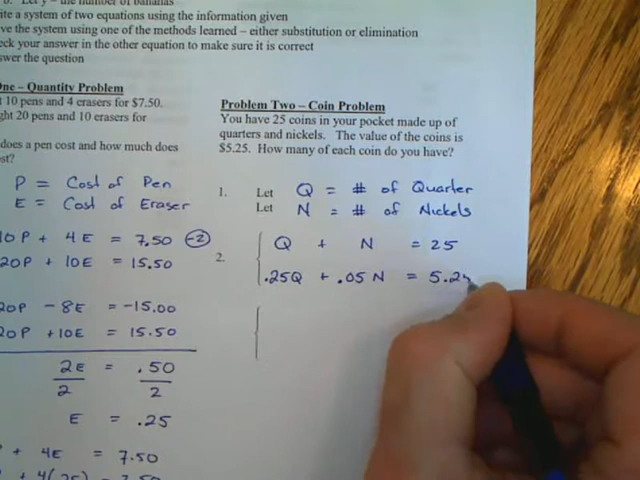 b. Let y – the number of bananas
ite a system of two equations using the information given
ve the system using one of the methods learned – either substitution or elimination
eck your answer in the other equation to make sure it is correct
swer the question
One – Quantity Problem
t 10 pens and 4 erasers for $7.50.
ght 20 pens and 10 erasers for
does a pen cost and how much does
ost?
P = Cost of Pen
E = Cost of Eraser
10P + 4E = 7.50 (-2)
20P + 10E = 15.50
20P - 8E = -15.00
20P + 10E = 15.50
2E = .50
2 2
E = .25
P + 4E = 7.50
Problem Two – Coin Problem
You have 25 coins in your pocket made up of
quarters and nickels. The value of the coins is
$5.25. How many of each coin do you have?
1. Let Q = # of Quarter
Let N = # of Nickels
2. Q + N = 25
.25Q + .05N = 5.2